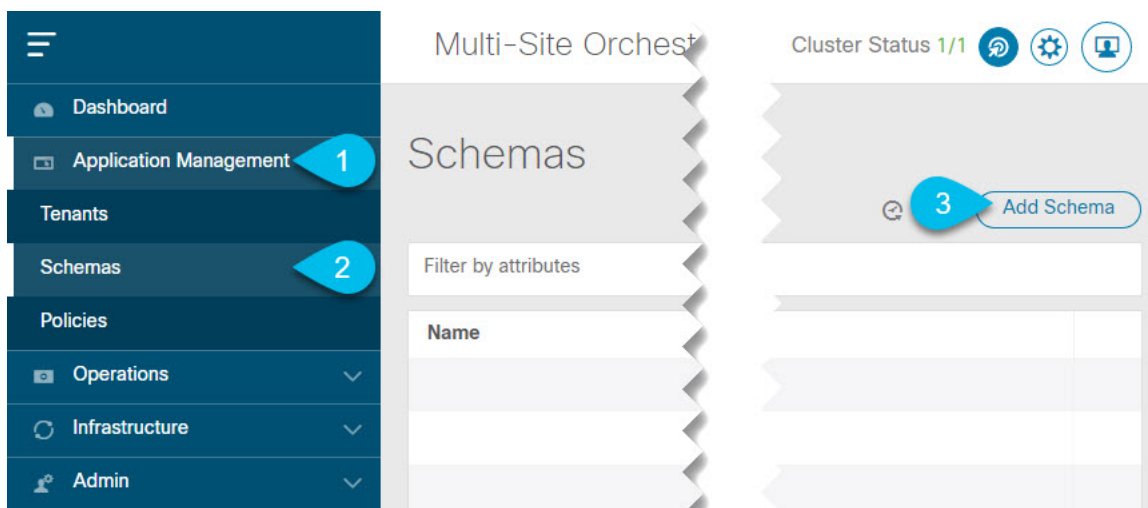 Multi-Site Orchest
Cluster Status 1/1
Dashboard
Application Management
1
Tenants
Schemas
2
Policies
Operations
Infrastructure
Admin
Schemas
3
Add Schema
Filter by attributes
Name